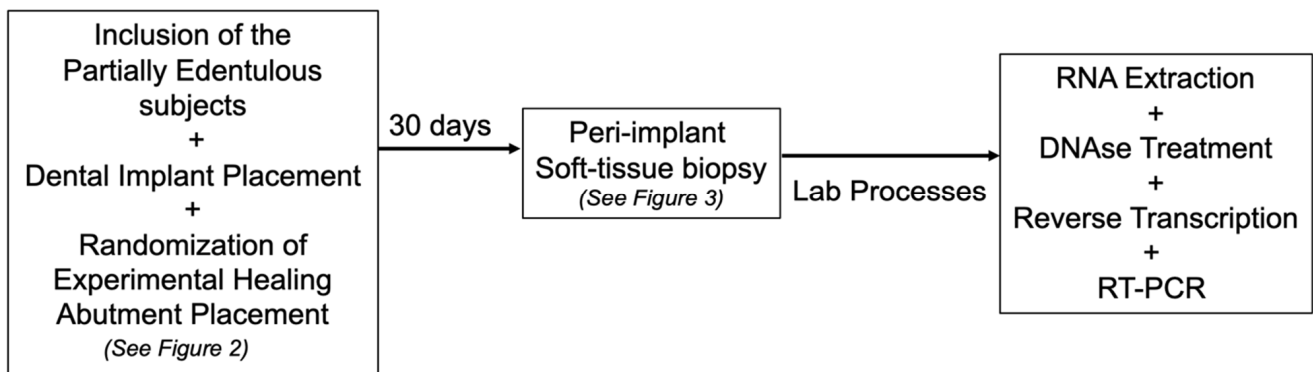 Inclusion of the
Partially Edentulous
subjects
+
Dental Implant Placement
+
Randomization of
Experimental Healing
Abutment Placement
(See Figure 2)
30 days
Peri-implant
Soft-tissue biopsy
(See Figure 3)
Lab Processes
RNA Extraction
+
DNAse Treatment
+
Reverse Transcription
+
RT-PCR